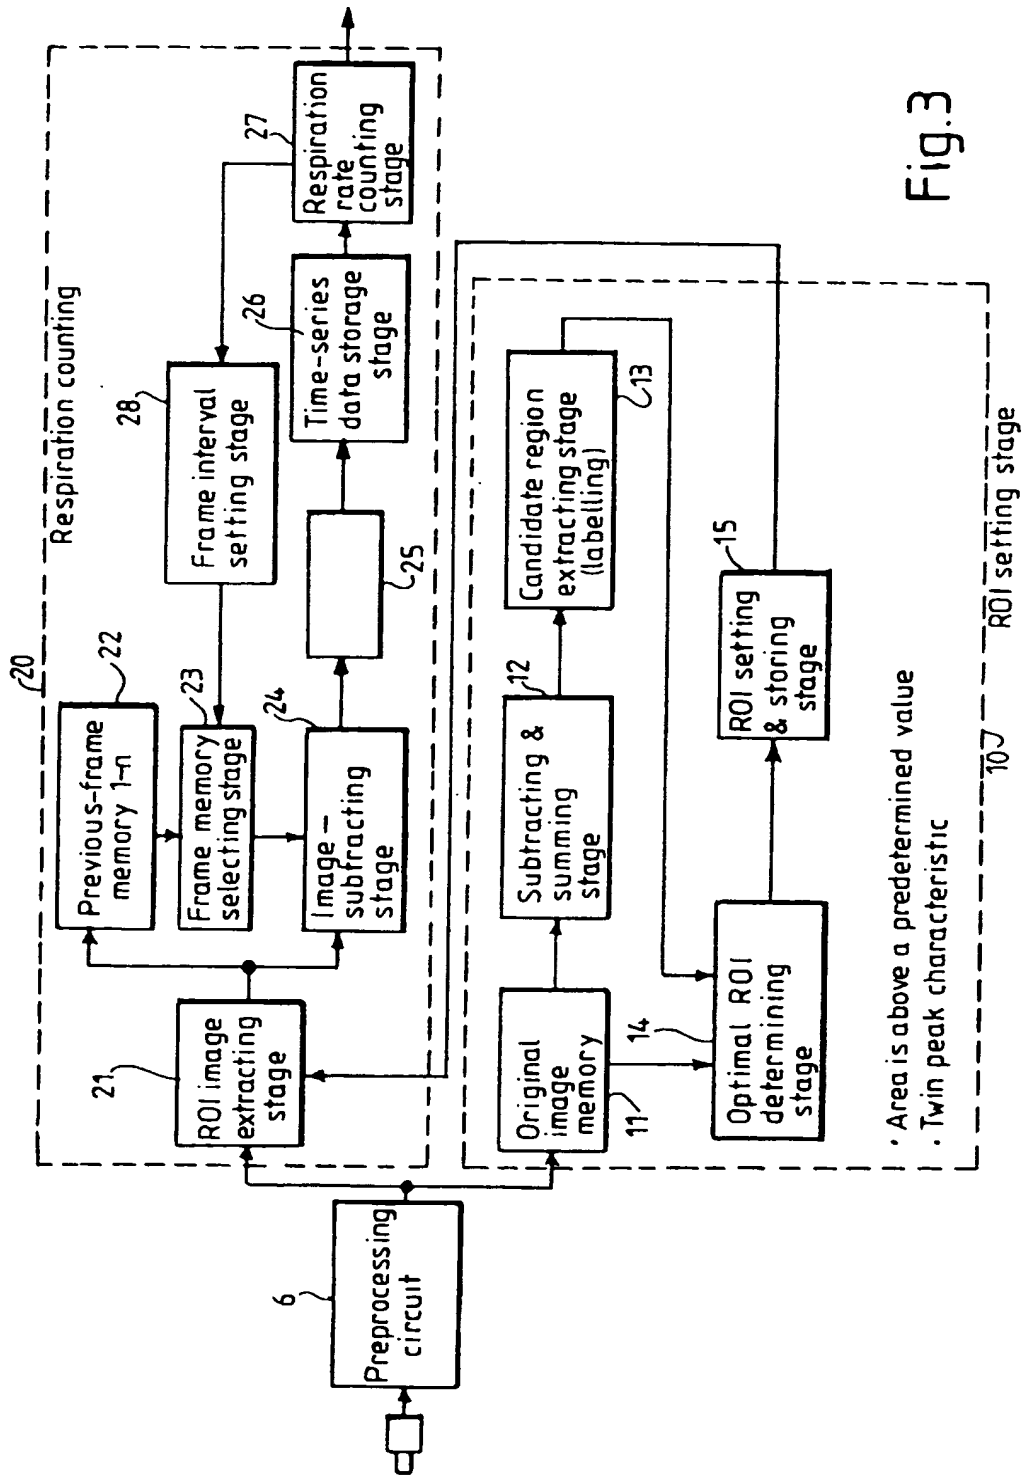 20
Respiration counting
22
Previous-frame
memory 1-n
23
Frame memory
selecting stage
28
Frame interval
setting stage
21
ROI image
extracting
stage
24
Image-
subtracting
stage
25
26
Time-series
data storage
stage
27
Respiration
rate
counting
stage
6
Preprocessing
circuit
11
Original
image
memory
12
Subtracting &
summing
stage
13
Candidate region
extracting stage
(labelling)
14
Optimal ROI
determining
stage
15
ROI setting
& storing
stage
· Area is above a predetermined value
· Twin peak characteristic
10
ROI setting stage
Fig.3